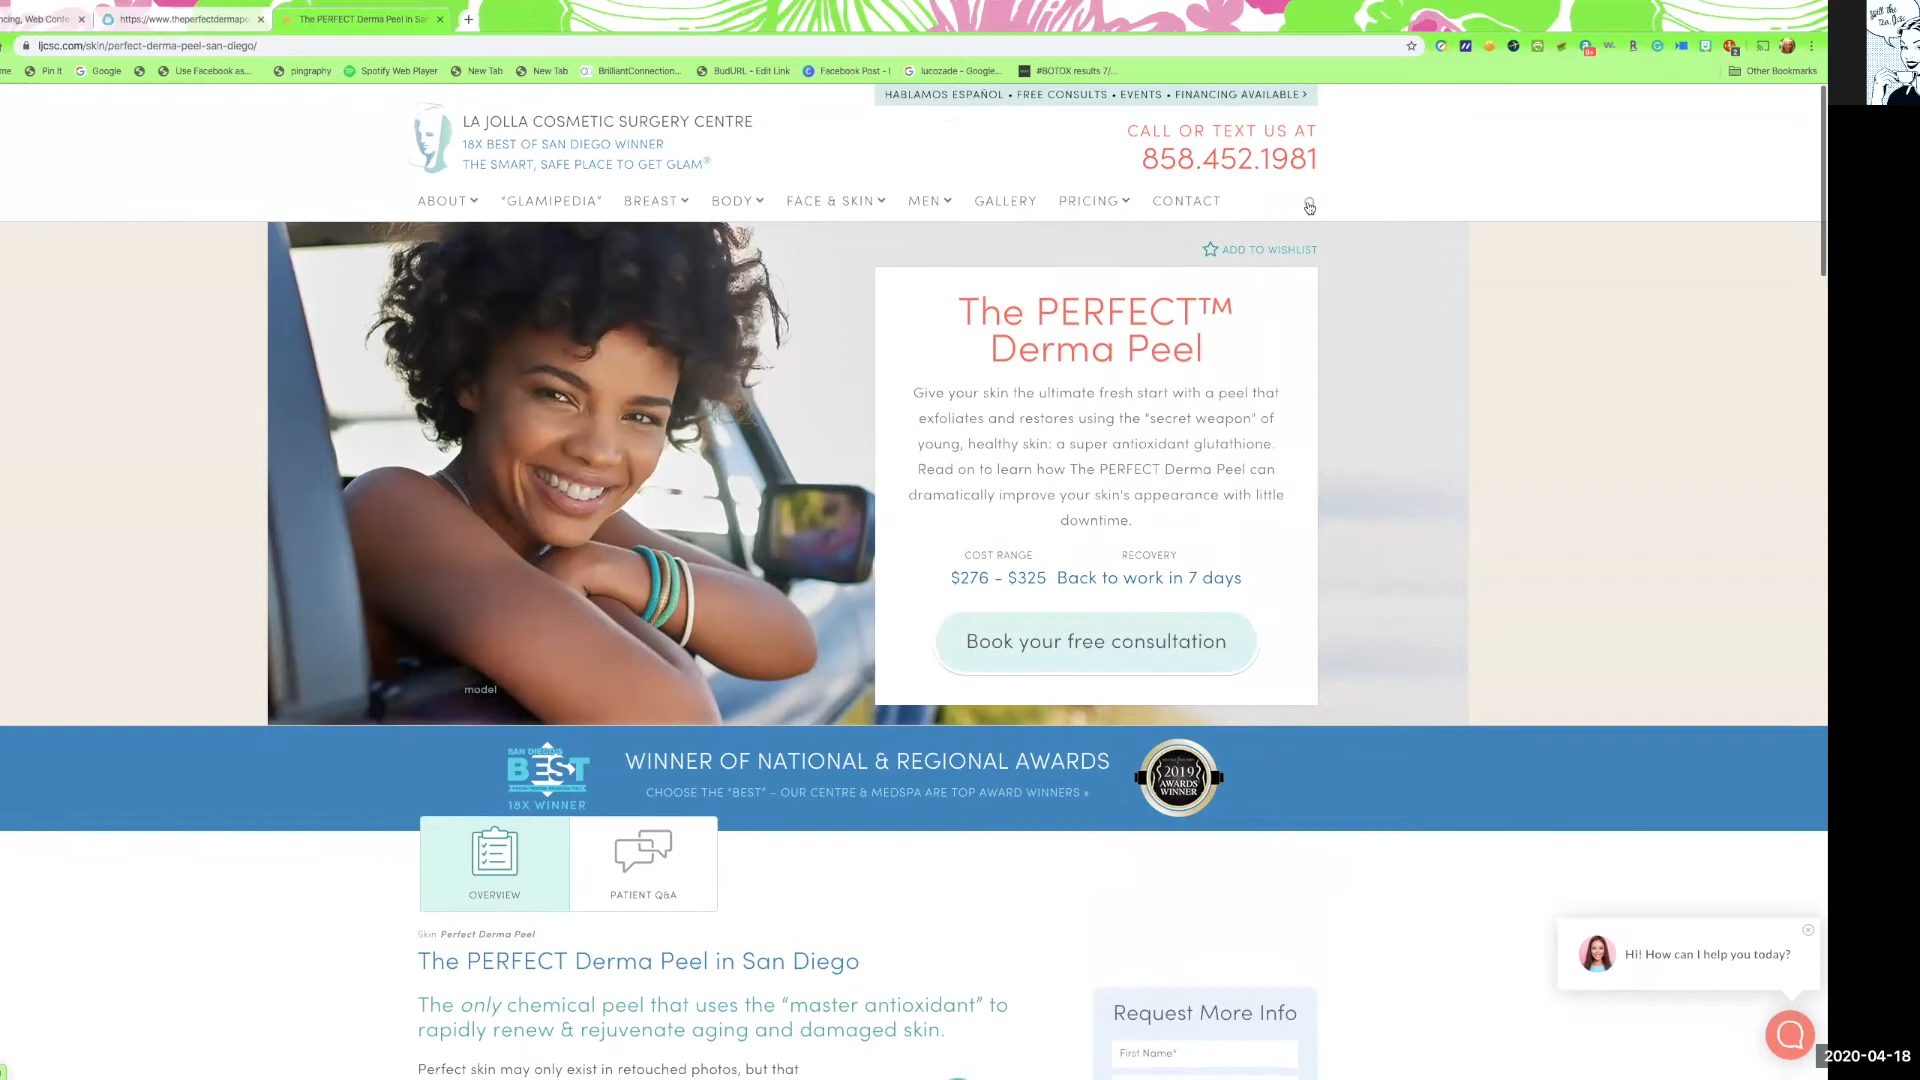 ncing, Web Confe
https://www.theperfectdermape
The PERFECT Derma Peel in Sa
ljcsc.com/skin/perfect-derma-peel-san-diego/
me
Pin It
Google
Use Facebook as...
pingraphy
Spotify Web Player
New Tab
New Tab
BrilliantConnection...
BudURL - Edit Link
Facebook Post - I
lucozade - Google...
#BOTOX results 7/...
Other Bookmarks
HABLAMOS ESPAÑOL • FREE CONSULTS • EVENTS • FINANCING AVAILABLE >
LA JOLLA COSMETIC SURGERY CENTRE
18X BEST OF SAN DIEGO WINNER
THE SMART, SAFE PLACE TO GET GLAM®
CALL OR TEXT US AT
858.452.1981
ABOUT
"GLAMIPEDIA"
BREAST
BODY
FACE & SKIN
MEN
GALLERY
PRICING
CONTACT
ADD TO WISHLIST
The PERFECT™
Derma Peel
Give your skin the ultimate fresh start with a peel that
exfoliates and restores using the "secret weapon" of
young, healthy skin: a super antioxidant glutathione.
Read on to learn how The PERFECT Derma Peel can
dramatically improve your skin's appearance with little
downtime.
COST RANGE
RECOVERY
$276 - $325
Back to work in 7 days
Book your free consultation
model
SAN DIEGO'S
BEST
18X WINNER
WINNER OF NATIONAL & REGIONAL AWARDS
CHOOSE THE "BEST" – OUR CENTRE & MEDSPA ARE TOP AWARD WINNERS »
2019
AWARDS
WINNER
OVERVIEW
PATIENT Q&A
Skin Perfect Derma Peel
The PERFECT Derma Peel in San Diego
The only chemical peel that uses the “master antioxidant” to
rapidly renew & rejuvenate aging and damaged skin.
Perfect skin may only exist in retouched photos, but that
Request More Info
First Name*
Hi! How can I help you today?
2020-04-18